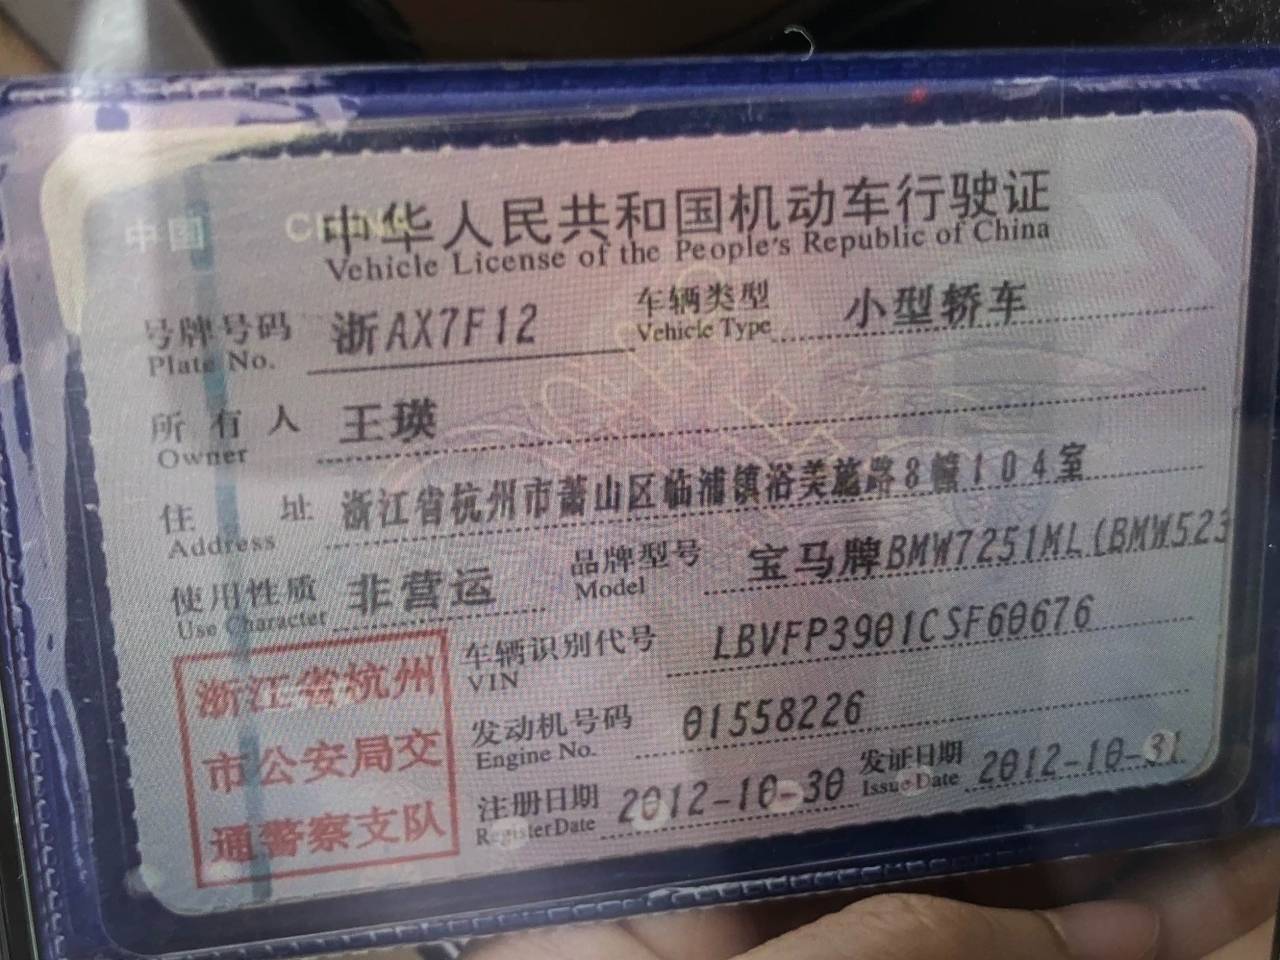 中国 CHINA
中华人民共和国机动车行驶证
Vehicle License of the People's Republic of China
号牌号码 浙AX7F12 车辆类型 小型轿车
Plate No. Vehicle Type
所有人 王瑛
Owner
住址 浙江省杭州市萧山区临浦镇浴美施路8幢104室
Address
使用性质 非营运 品牌型号 宝马牌BMW7251ML(BMW523
Use Character Model
车辆识别代号 LBVFP3901CSF60676
VIN
发动机号码 01558226
Engine No.
注册日期 2012-10-30 发证日期 2012-10-31
Register Date Issue Date
浙江省杭州
市公安局交
通警察支队